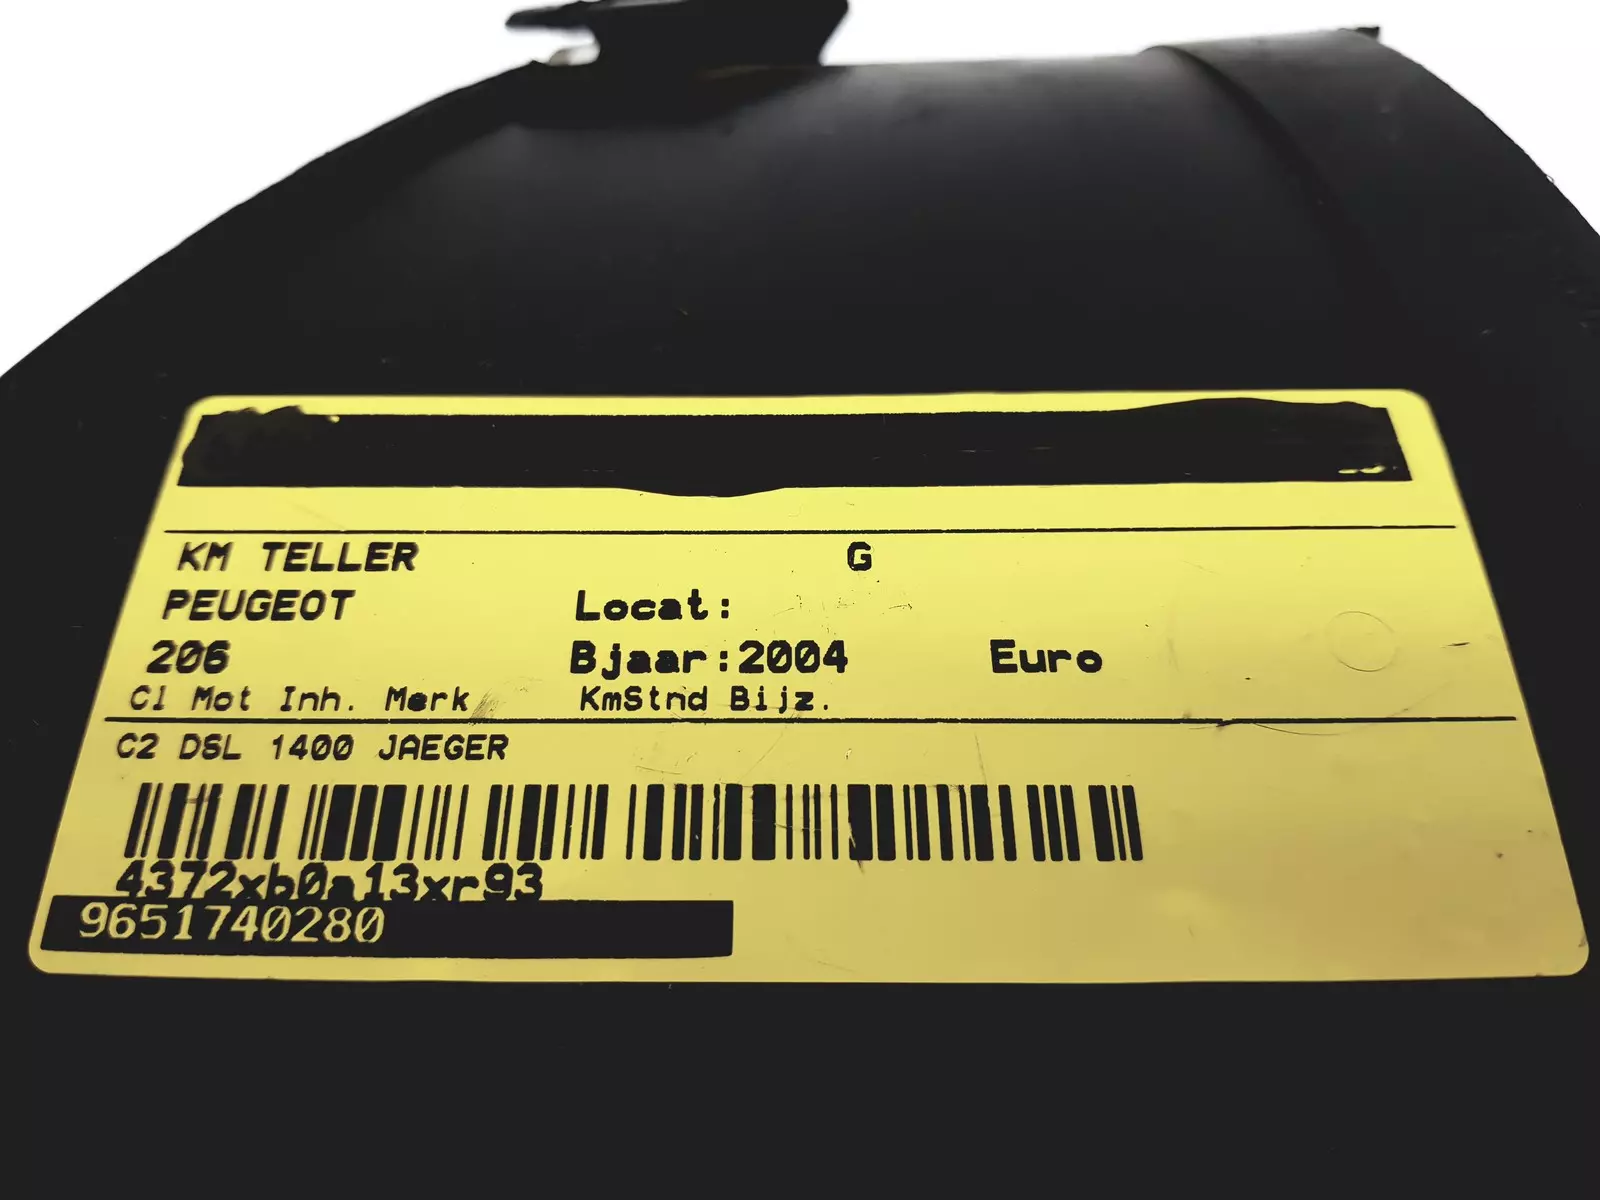 KM TELLER G
PEUGEOT Locat:
206 Bjaar:2004 Euro
Cl Mot Inh. Merk KmStnd Bijz.
C2 DSL 1400 JAEGER
4372xb0a13xr93
9651740280